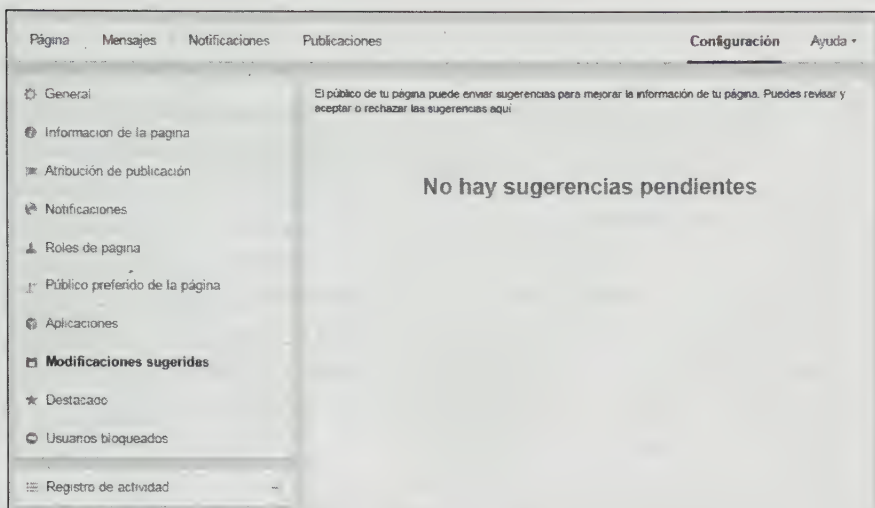 Página Mensajes Notificaciones Publicaciones Configuración Ayuda
General
Informacion de la pagina
Atribución de publicación
Notificaciones
Roles de pagina
Público preferido de la página
Aplicaciones
Modificaciones sugeridas
Destacado
Usuarios bloqueados
Registro de actividad
El público de tu página puede enviar sugerencias para mejorar la información de tu página. Puedes revisar y
aceptar o rechazar las sugerencias aquí
No hay sugerencias pendientes